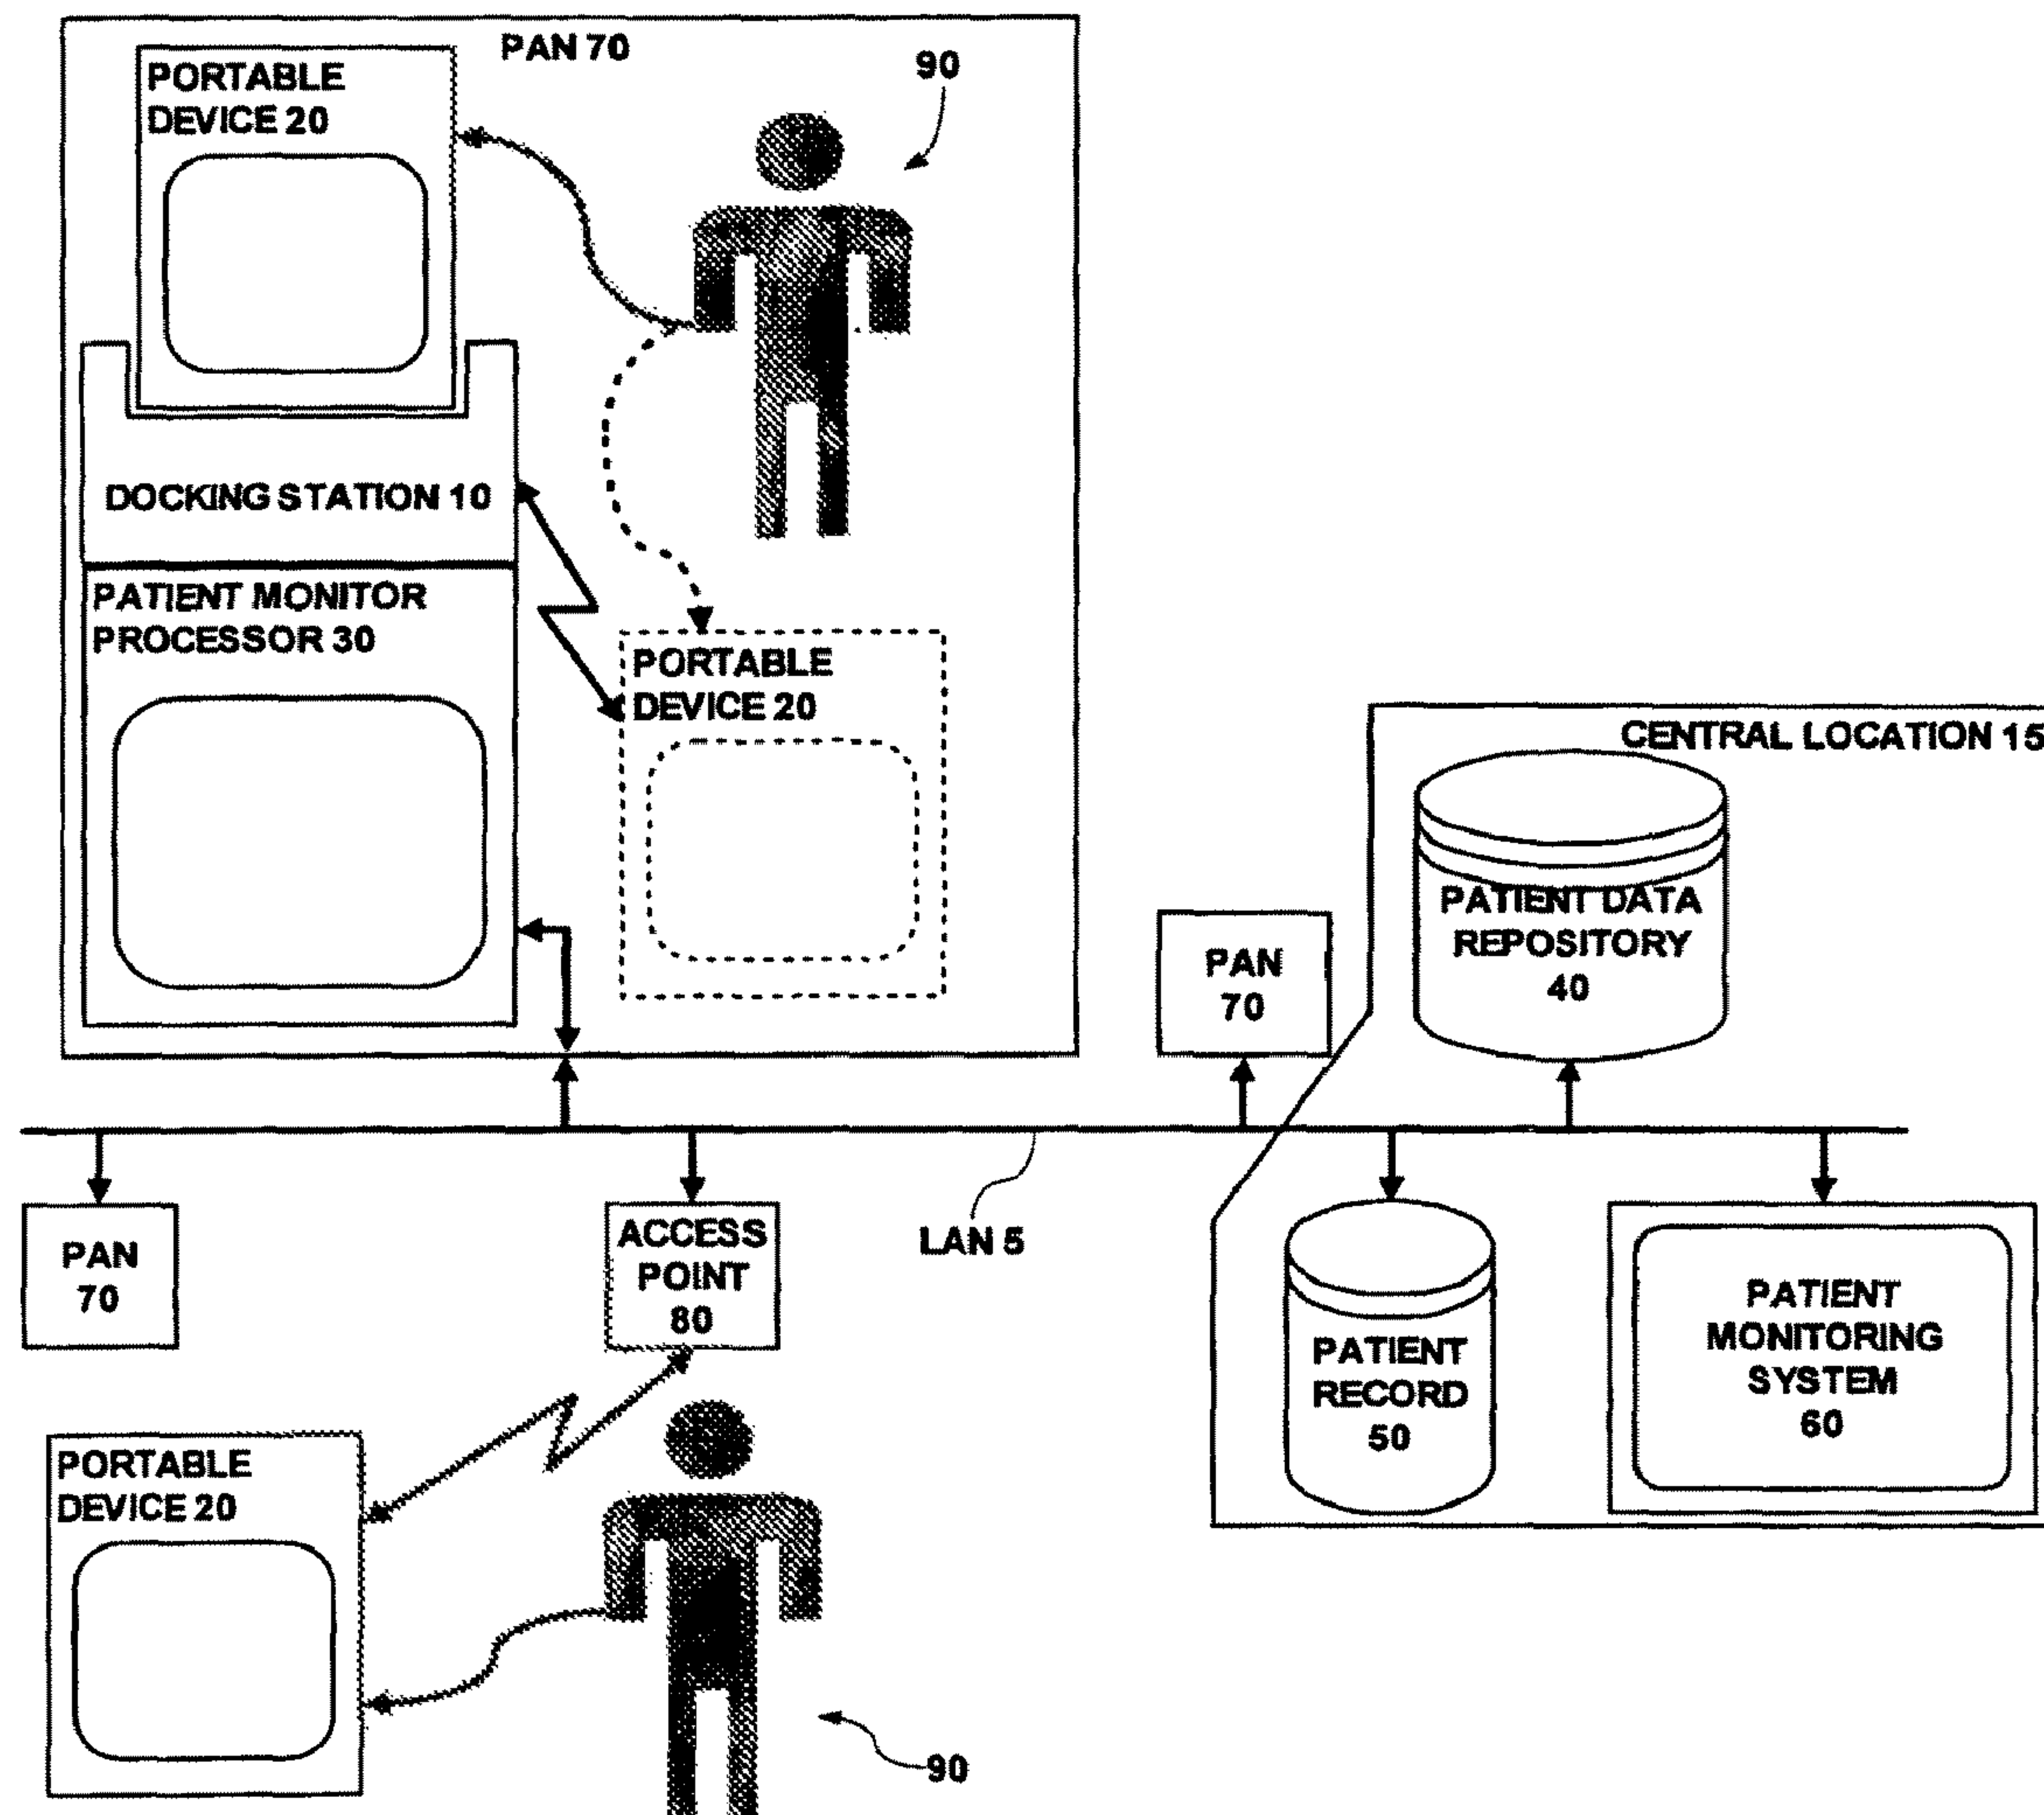 PAN 70
90
PORTABLE
DEVICE 20
DOCKING STATION 10
PATIENT MONITOR
PROCESSOR 30
PORTABLE
DEVICE 20
CENTRAL LOCATION 15
PATIENT DATA
REPOSITORY
40
PAN
70
PAN
70
ACCESS
POINT
80
LAN 5
PATIENT
RECORD
50
PATIENT
MONITORING
SYSTEM
60
PORTABLE
DEVICE 20
90